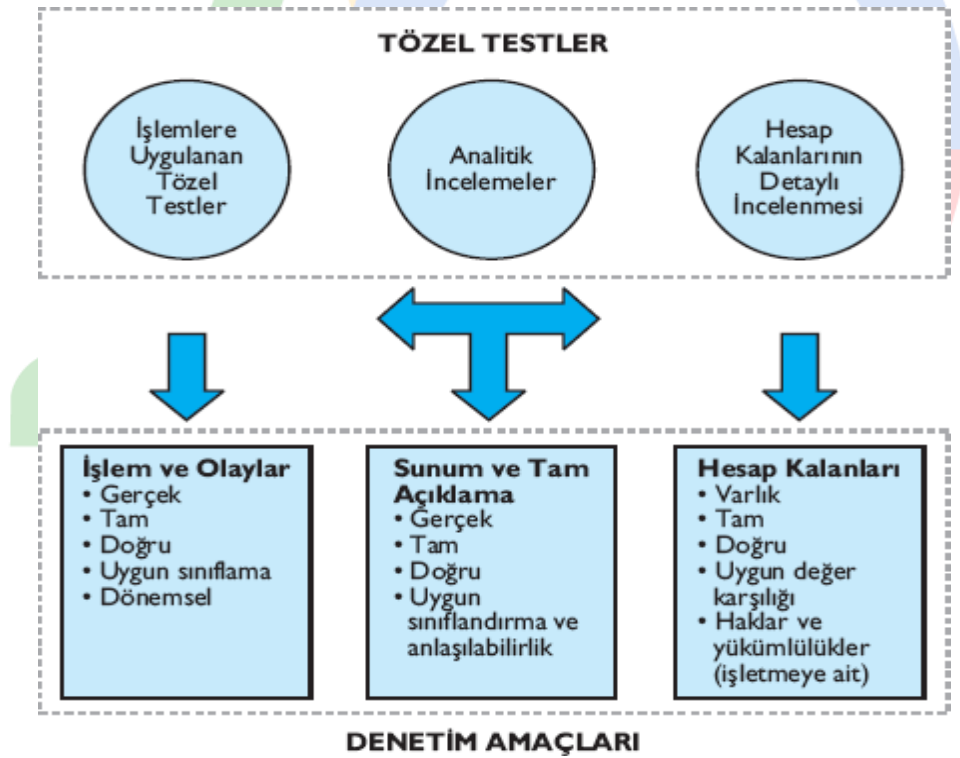 TÖZEL TESTLER
İşlemlere
Uygulanan
Tözel
Testler
Analitik
İncelemeler
Hesap
Kalanlarının
Detaylı
İncelenmesi
İşlem ve Olaylar
• Gerçek
• Tam
• Doğru
• Uygun sınıflama
• Dönemsel
Sunum ve Tam
Açıklama
• Gerçek
• Tam
• Doğru
• Uygun
sınıflandırma ve
anlaşılabilirlik
Hesap Kalanları
• Varlık
• Tam
• Doğru
• Uygun değer
karşılığı
• Haklar ve
yükümlülükler
(işletmeye ait)
DENETİM AMAÇLARI